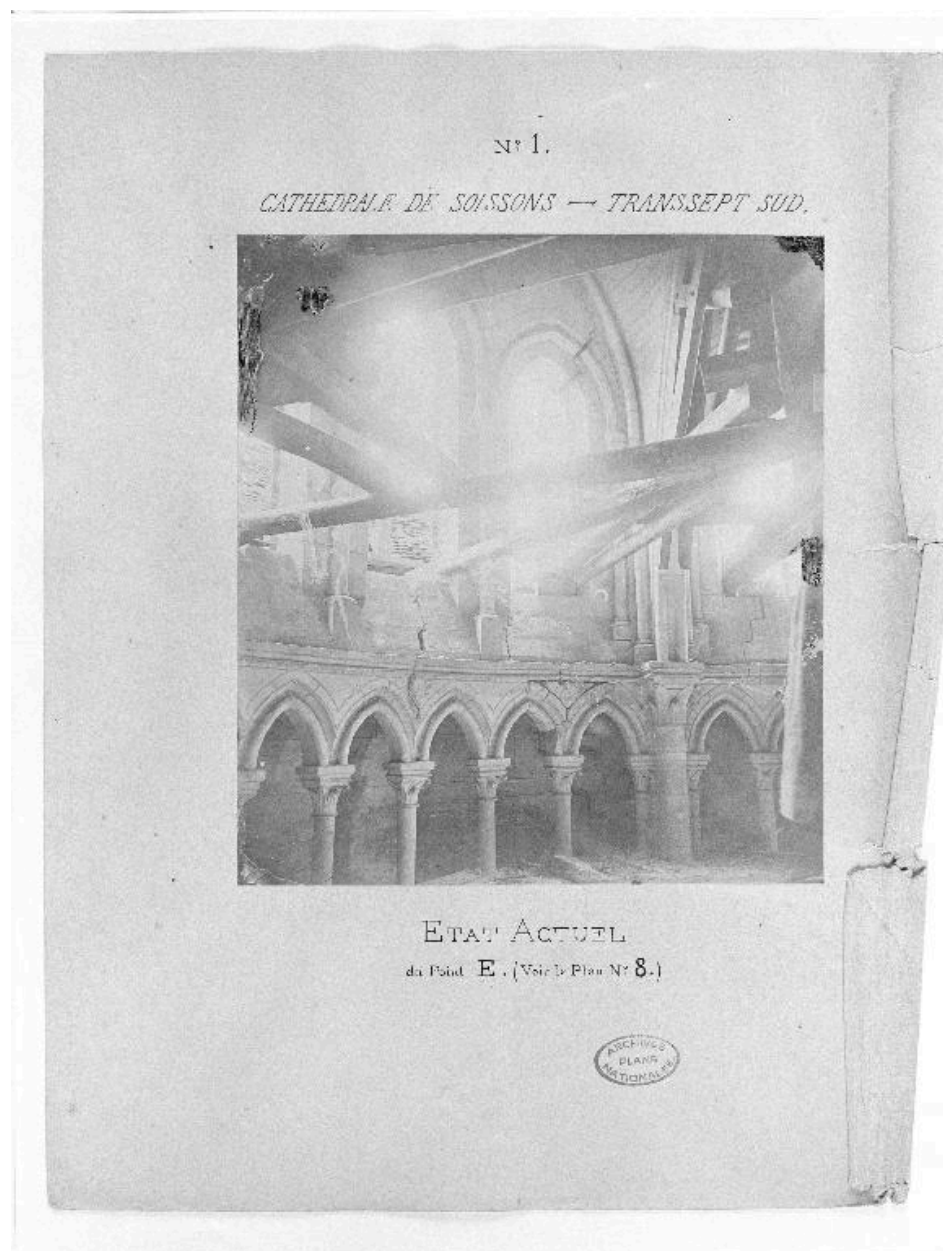 N° 1.
CATHEDRALE DE SOISSONS — TRANSSEPT SUD.
ETAT ACTUEL
du Point E. (Voir le Plan N° 8.)
ARCHIVES
PLANS
NATIONALES